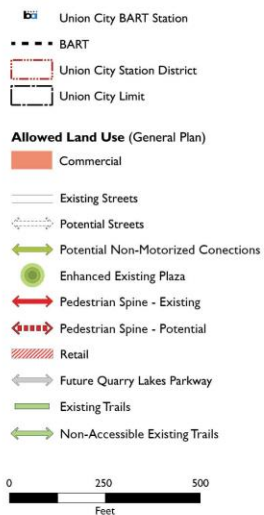 ba
Union City BART Station
BART
Union City Station District
Union City Limit
Allowed Land Use (General Plan)
Commercial
Existing Streets
Potential Streets
Potential Non-Motorized Conections
Enhanced Existing Plaza
Pedestrian Spine - Existing
Pedestrian Spine - Potential
Retail
Future Quarry Lakes Parkway
Existing Trails
Non-Accessible Existing Trails
0 250 500
Feet